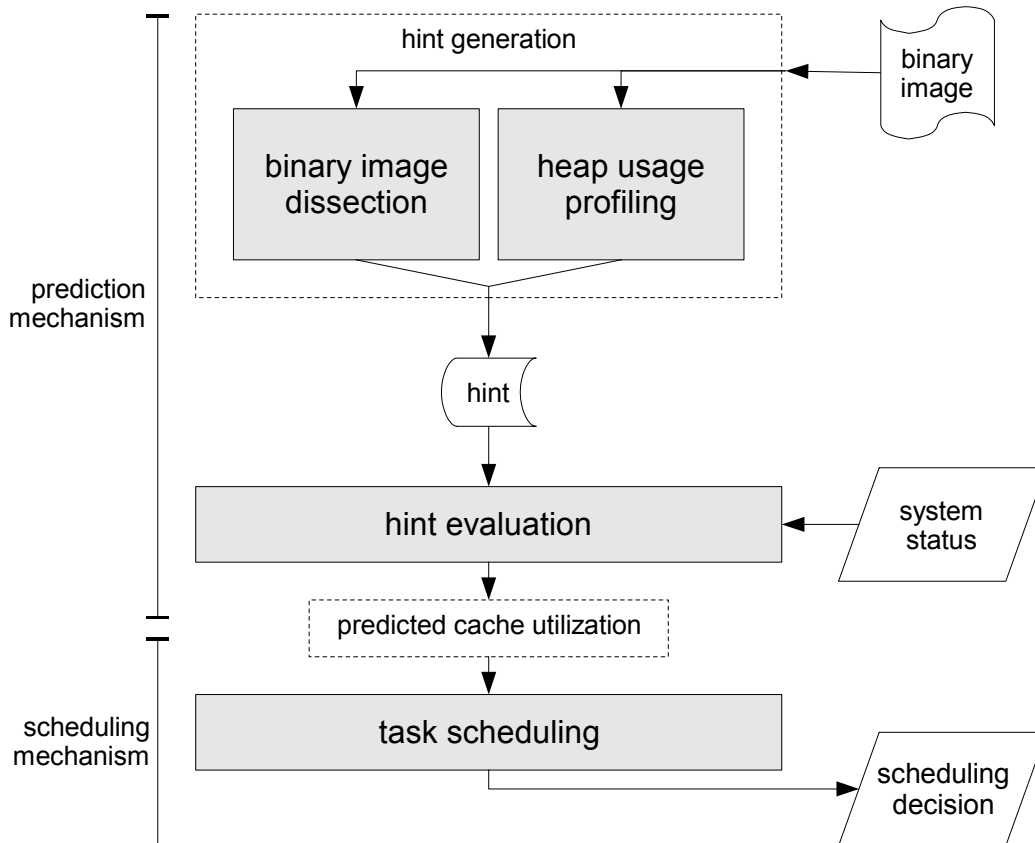 hint generation
binary
image
binary image
dissection
heap usage
profiling
prediction
mechanism
hint
hint evaluation
system
status
predicted cache utilization
scheduling
mechanism
task scheduling
scheduling
decision